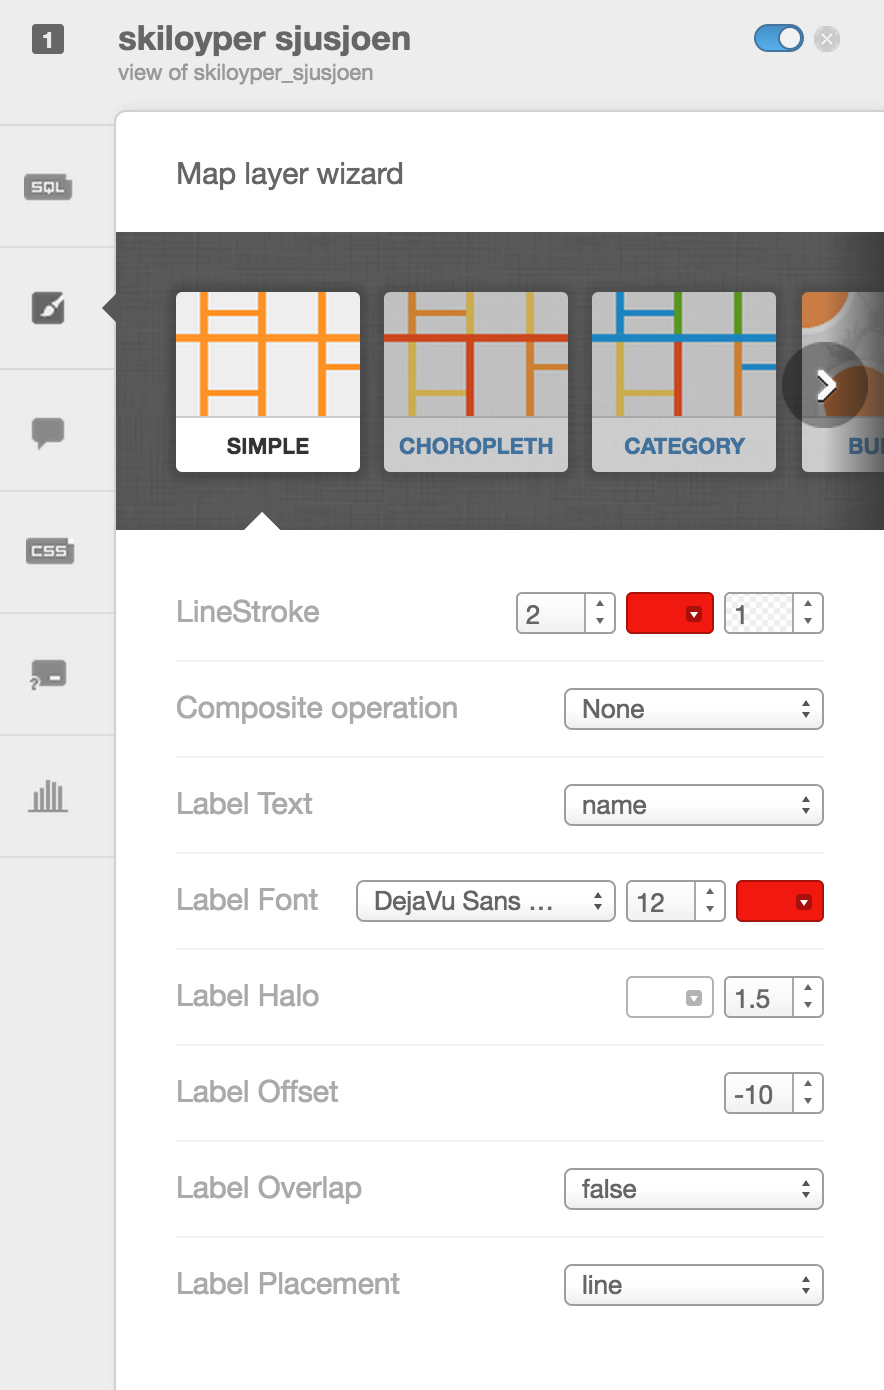 1
skiloyper sjusjoen
view of skiloyper_sjusjoen
SQL
Map layer wizard
SIMPLE
CHOROPLETH
CATEGORY
CSS
LineStroke 2 1
Composite operation None
?
Label Text name
Label Font DejaVu Sans ... 12
Label Halo 1.5
Label Offset -10
Label Overlap false
Label Placement line